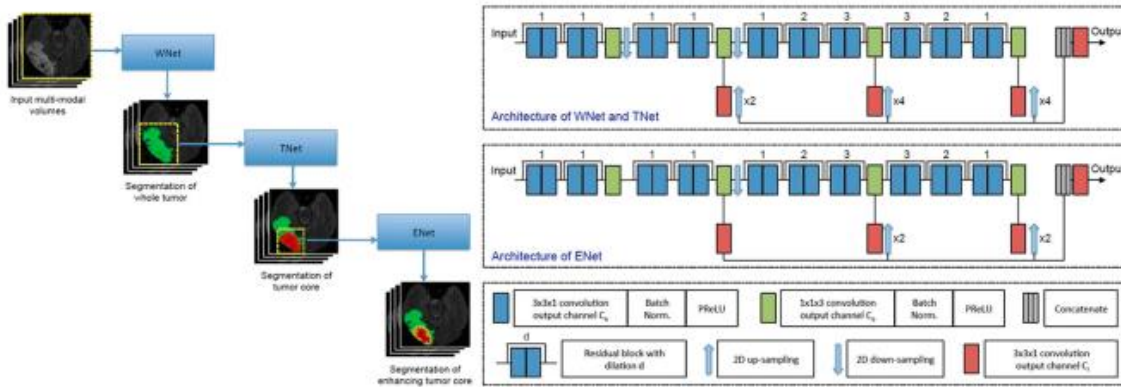 WNet
Input multi-modal
volumes
TNet
Segmentation of
whole tumor
ENet
Segmentation of
tumor core
Segmentation of
enhancing tumor core
1 1 1 1 1 2 3 3 2 1
Input
Output
x2
x4
x4
Architecture of WNet and TNet
1 1 1 1 1 2 3 3 2 1
Input
Output
x2
x2
Architecture of ENet
3x3x1 convolution
output channel C₀
Batch
Norm.
PReLU
1x1x3 convolution
output channel C₀
Batch
Norm.
PReLU
Concatenate
d
Residual block with
dilation d
2D up-sampling
2D down-sampling
3x3x1 convolution
output channel Cₗ